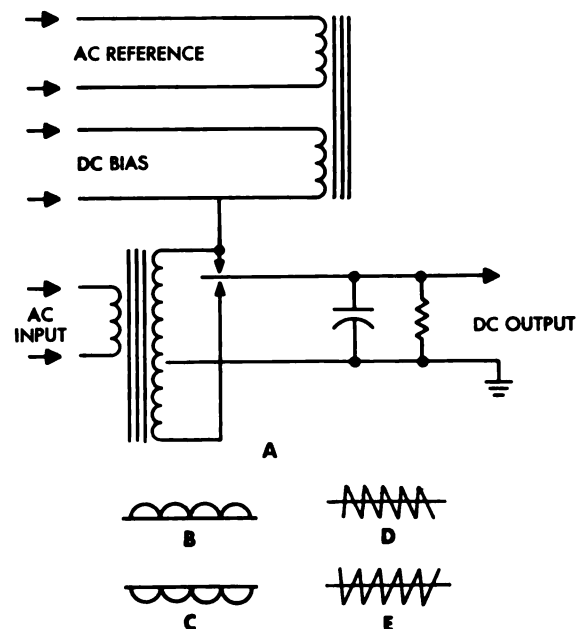 AC REFERENCE
DC BIAS
AC
INPUT
DC OUTPUT
A
B
D
C
E